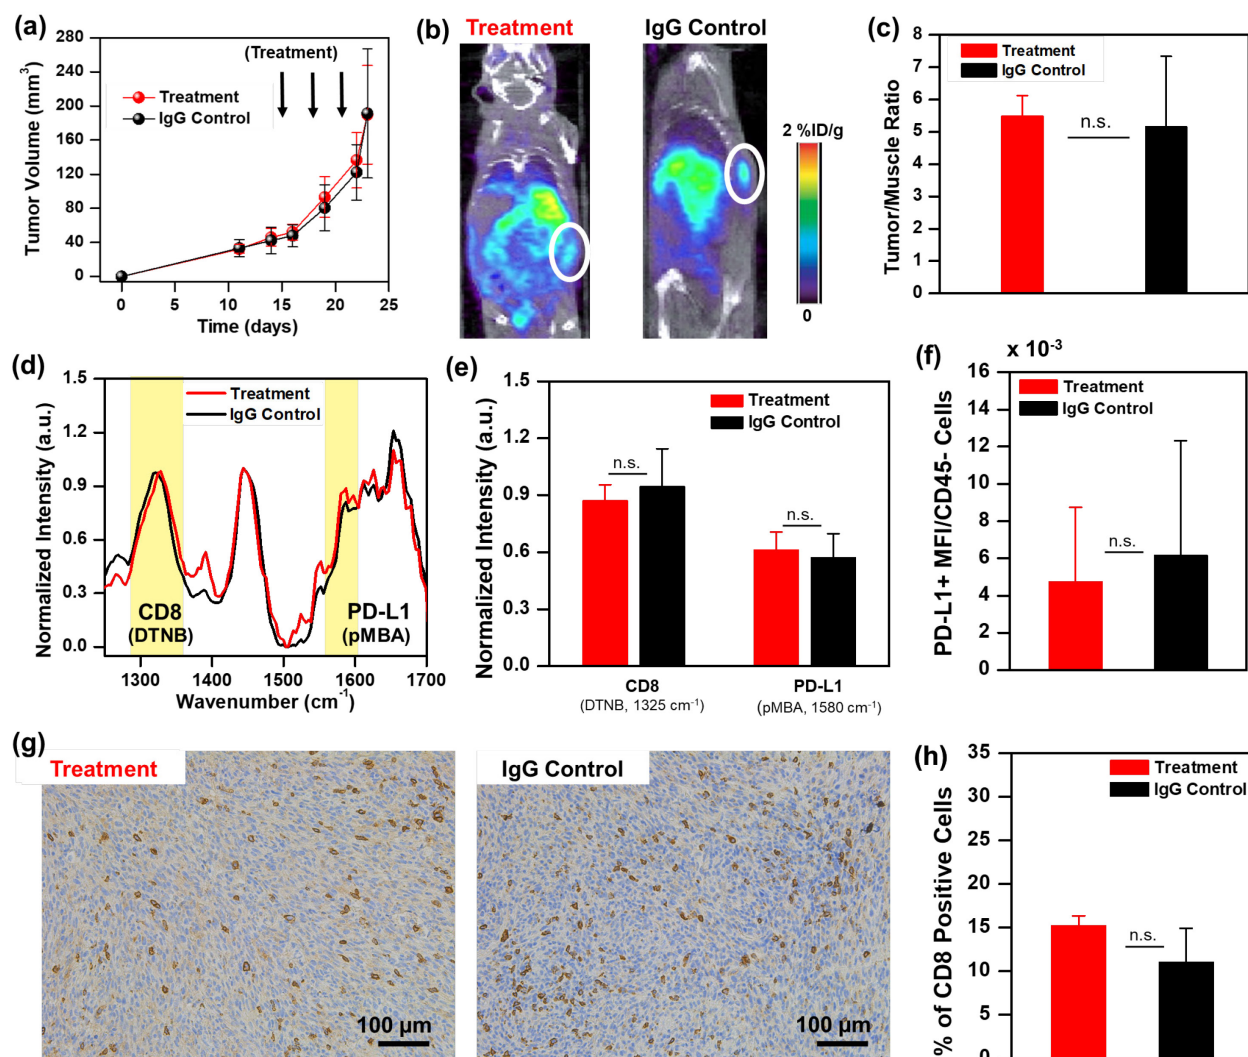 (a)
280
240
200
160
120
80
40
0
Tumor Volume (mm³)
(Treatment)
Treatment
IgG Control
0 5 10 15 20 25
Time (days)
(b)
Treatment
IgG Control
2 %ID/g
0
(c)
8
7
6
5
4
3
2
1
0
Tumor/Muscle Ratio
Treatment
IgG Control
n.s.
(d)
1.5
1.2
0.9
0.6
0.3
0.0
Normalized Intensity (a.u.)
Treatment
IgG Control
CD8
(DTNB)
PD-L1
(pMBA)
1300 1400 1500 1600 1700
Wavenumber (cm⁻¹)
(e)
1.5
1.2
0.9
0.6
0.3
0.0
Normalized Intensity (a.u.)
Treatment
IgG Control
n.s.
n.s.
CD8
(DTNB, 1325 cm⁻¹)
PD-L1
(pMBA, 1580 cm⁻¹)
(f)
x 10⁻³
16
14
12
10
8
6
4
2
0
PD-L1+ MFI/CD45- Cells
Treatment
IgG Control
n.s.
(g)
Treatment
100 µm
IgG Control
100 µm
(h)
35
30
25
20
15
10
5
0
% of CD8 Positive Cells
Treatment
IgG Control
n.s.